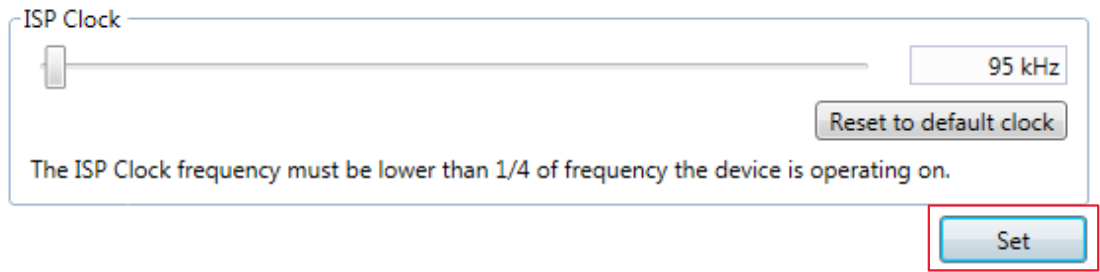 ISP Clock
95 kHz
Reset to default clock
The ISP Clock frequency must be lower than 1/4 of frequency the device is operating on.
Set